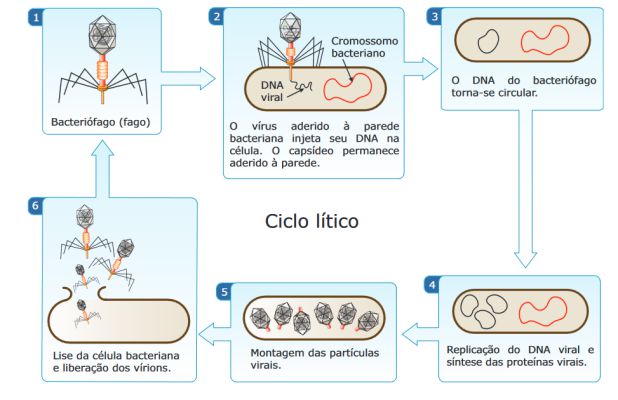 1
Bacteriófago (fago)
2
Cromossomo
bacteriano
DNA
viral
O vírus aderido à parede
bacteriana injeta seu DNA na
célula. O capsídeo permanece
aderido à parede.
3
O DNA do bacteriófago
torna-se circular.
Ciclo lítico
4
Replicação do DNA viral e
síntese das proteínas virais.
5
Montagem das partículas
virais.
6
Lise da célula bacteriana
e liberação dos vírions.